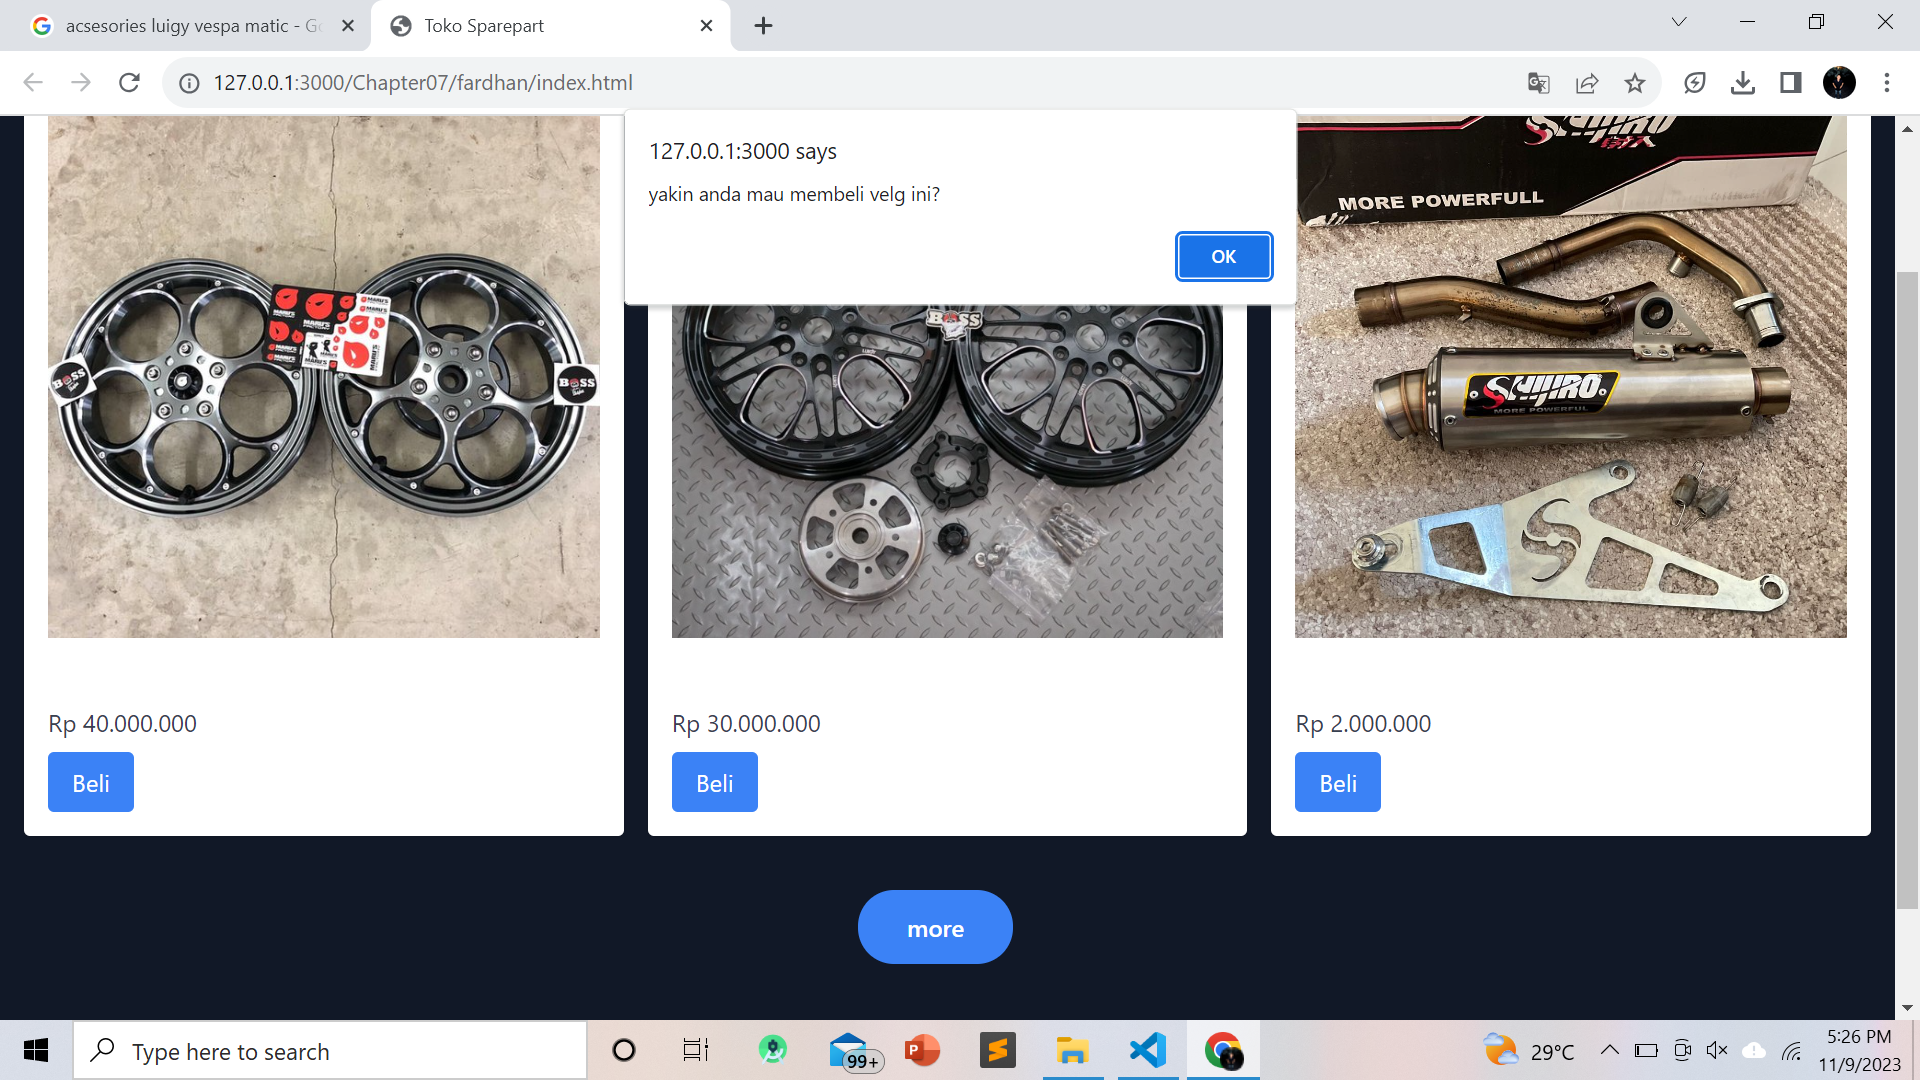 acsesories luigy vespa matic - Go
Toko Sparepart
127.0.0.1:3000/Chapter07/fardhan/index.html
127.0.0.1:3000 says
yakin anda mau membeli velg ini?
OK
MORE POWERFULL
BOSS
BOSS
BOSS
SHIJIRO
MORE POWERFUL
Rp 40.000.000
Rp 30.000.000
Rp 2.000.000
Beli
Beli
Beli
more
Type here to search
99+
29°C
5:26 PM
11/9/2023